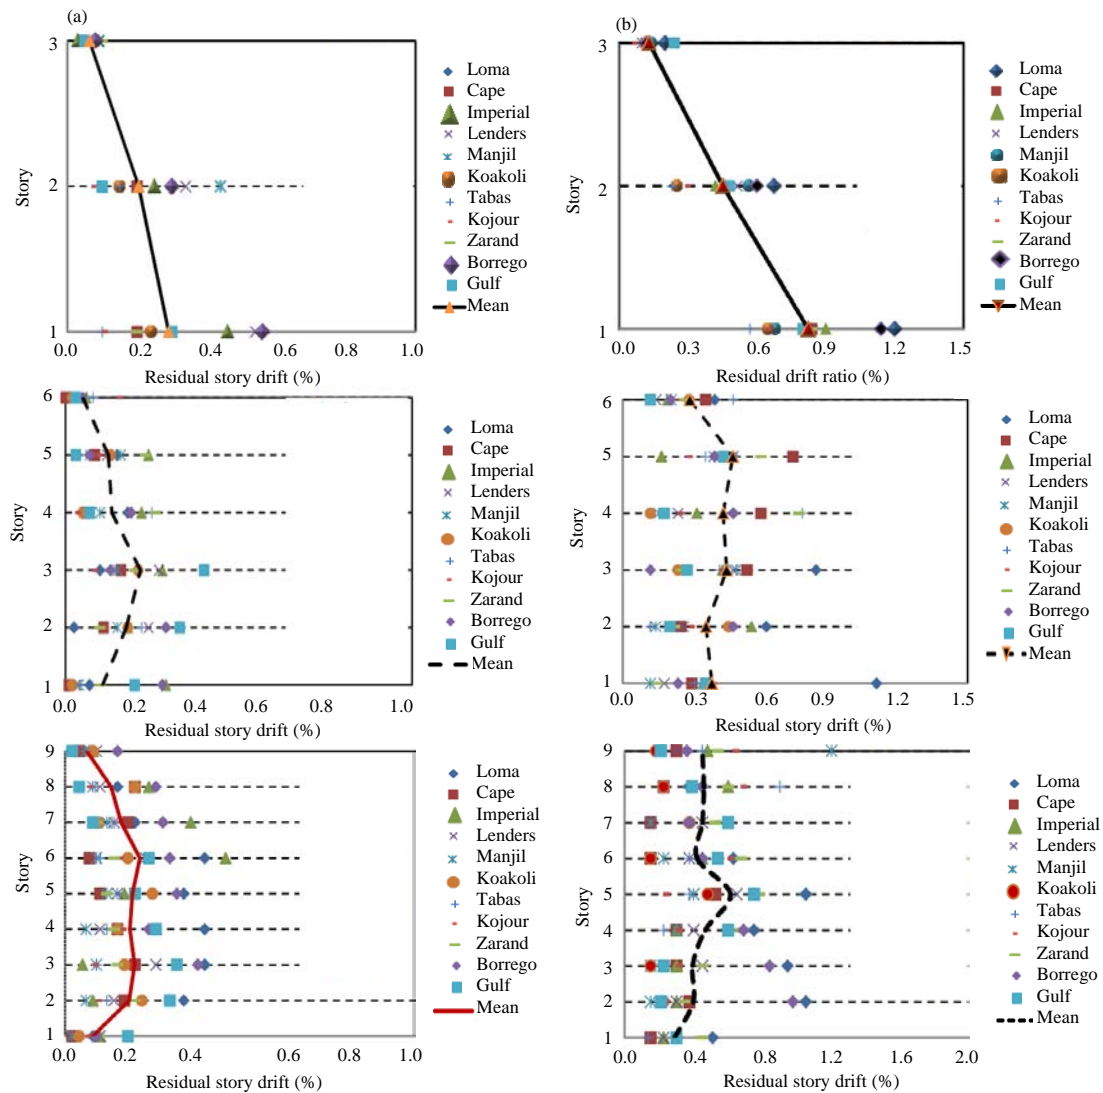 (a)
3
2
1
Story
0.0 0.2 0.4 0.6 0.8 1.0
Residual story drift (%)
Loma
Cape
Imperial
Lenders
Manjil
Koakoli
Tabas
Kojour
Zarand
Borrego
Gulf
Mean
(b)
3
2
1
Story
0.0 0.3 0.6 0.9 1.2 1.5
Residual drift ratio (%)
Loma
Cape
Imperial
Lenders
Manjil
Koakoli
Tabas
Kojour
Zarand
Borrego
Gulf
Mean
6
5
4
3
2
1
Story
0.0 0.2 0.4 0.6 0.8 1.0
Residual story drift (%)
Loma
Cape
Imperial
Lenders
Manjil
Koakoli
Tabas
Kojour
Zarand
Borrego
Gulf
Mean
6
5
4
3
2
1
Story
0.0 0.3 0.6 0.9 1.2 1.5
Residual story drift (%)
Loma
Cape
Imperial
Lenders
Manjil
Koakoli
Tabas
Kojour
Zarand
Borrego
Gulf
Mean
9
8
7
6
5
4
3
2
1
Story
0.0 0.2 0.4 0.6 0.8 1.0
Residual story drift (%)
Loma
Cape
Imperial
Lenders
Manjil
Koakoli
Tabas
Kojour
Zarand
Borrego
Gulf
Mean
9
8
7
6
5
4
3
2
1
Story
0.0 0.4 0.8 1.2 1.6 2.0
Residual story drift (%)
Loma
Cape
Imperial
Lenders
Manjil
Koakoli
Tabas
Kojour
Zarand
Borrego
Gulf
Mean